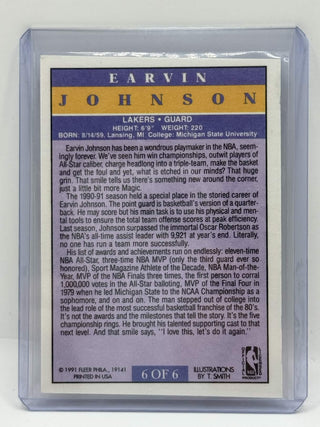 EARVIN
JOHNSON
LAKERS • GUARD
HEIGHT: 6'9" WEIGHT: 220
BORN: 8/14/59, Lansing, MI College: Michigan State University
Earvin Johnson has been a wondrous playmaker in the NBA, seem-
ingly forever. We've seen him win championships, outwit players of
All-Star caliber, charge headlong into a triple-team, make the basket
and get the foul and yet, what is etched in our minds? That huge
grin. That smile tells us there's something new around the corner,
just a little bit more Magic.
The 1990-91 season held a special place in the storied career of
Earvin Johnson. The point guard is basketball's version of a quarter-
back. He may score but his main task is to use his physical and men-
tal tools to ensure the total team offense scores at peak efficiency.
Last season, Johnson surpassed the immortal Oscar Robertson as
the NBA's all-time assist leader with 9,921 at year's end. Literally,
no one has run a team more successfully.
His list of awards and achievements run on endlessly: eleven-time
NBA All-Star, three-time NBA MVP (only the third guard ever so
honored), Sport Magazine Athlete of the Decade, NBA Man-of-the-
Year, MVP of the NBA Finals three times, the first person to corral
1,000,000 votes in the All-Star balloting, MVP of the Final Four in
1979 when he led Michigan State to the NCAA Championship as a
sophomore, and on and on. The man stepped out of college into
the lead role of the most successful basketball franchise of the 80's.
It's not the awards and the milestones that tell the story. It's the five
championship rings. He brought his talented supporting cast to that
next level. And that smile says, "I love this, let's do it again."
© 1991 FLEER PHILA., 19141
PRINTED IN USA
6 OF 6
ILLUSTRATIONS
BY T. SMITH
NBA